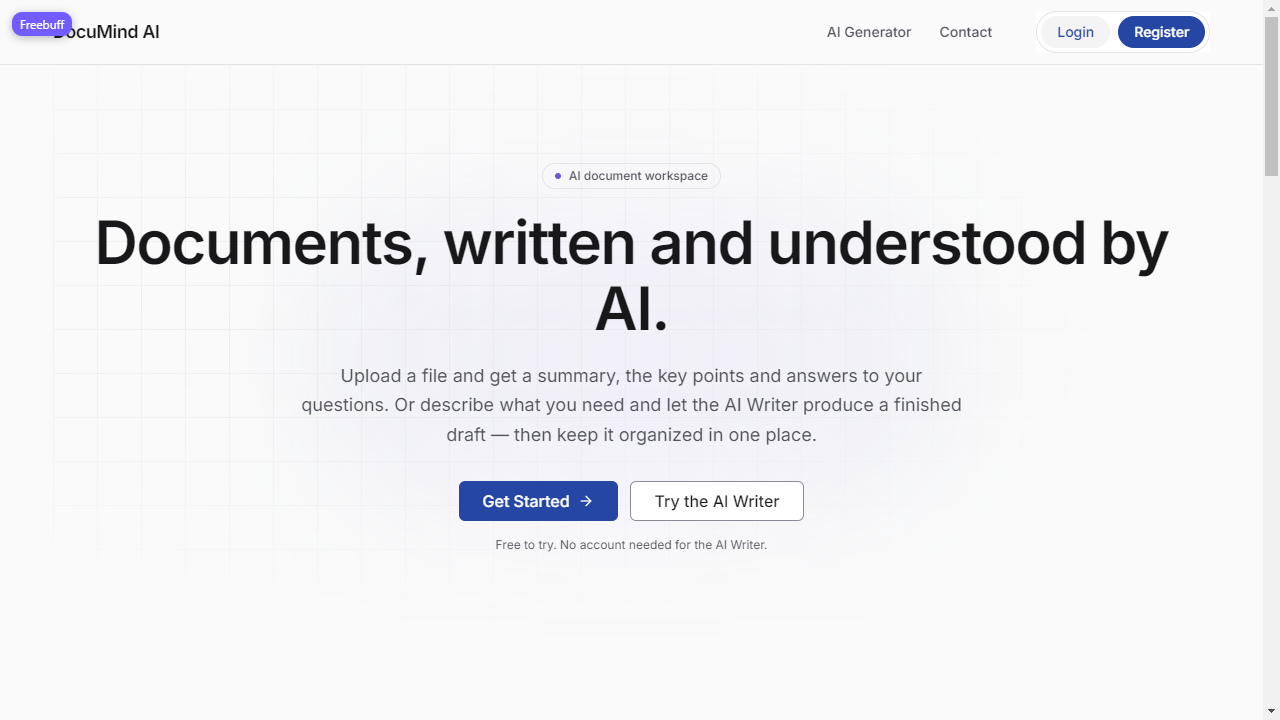 Freebuff
DocuMind AI
AI Generator
Contact
Login
Register
AI document workspace
Documents, written and understood by
AI.
Upload a file and get a summary, the key points and answers to your
questions. Or describe what you need and let the AI Writer produce a finished
draft — then keep it organized in one place.
Get Started
Try the AI Writer
Free to try. No account needed for the AI Writer.